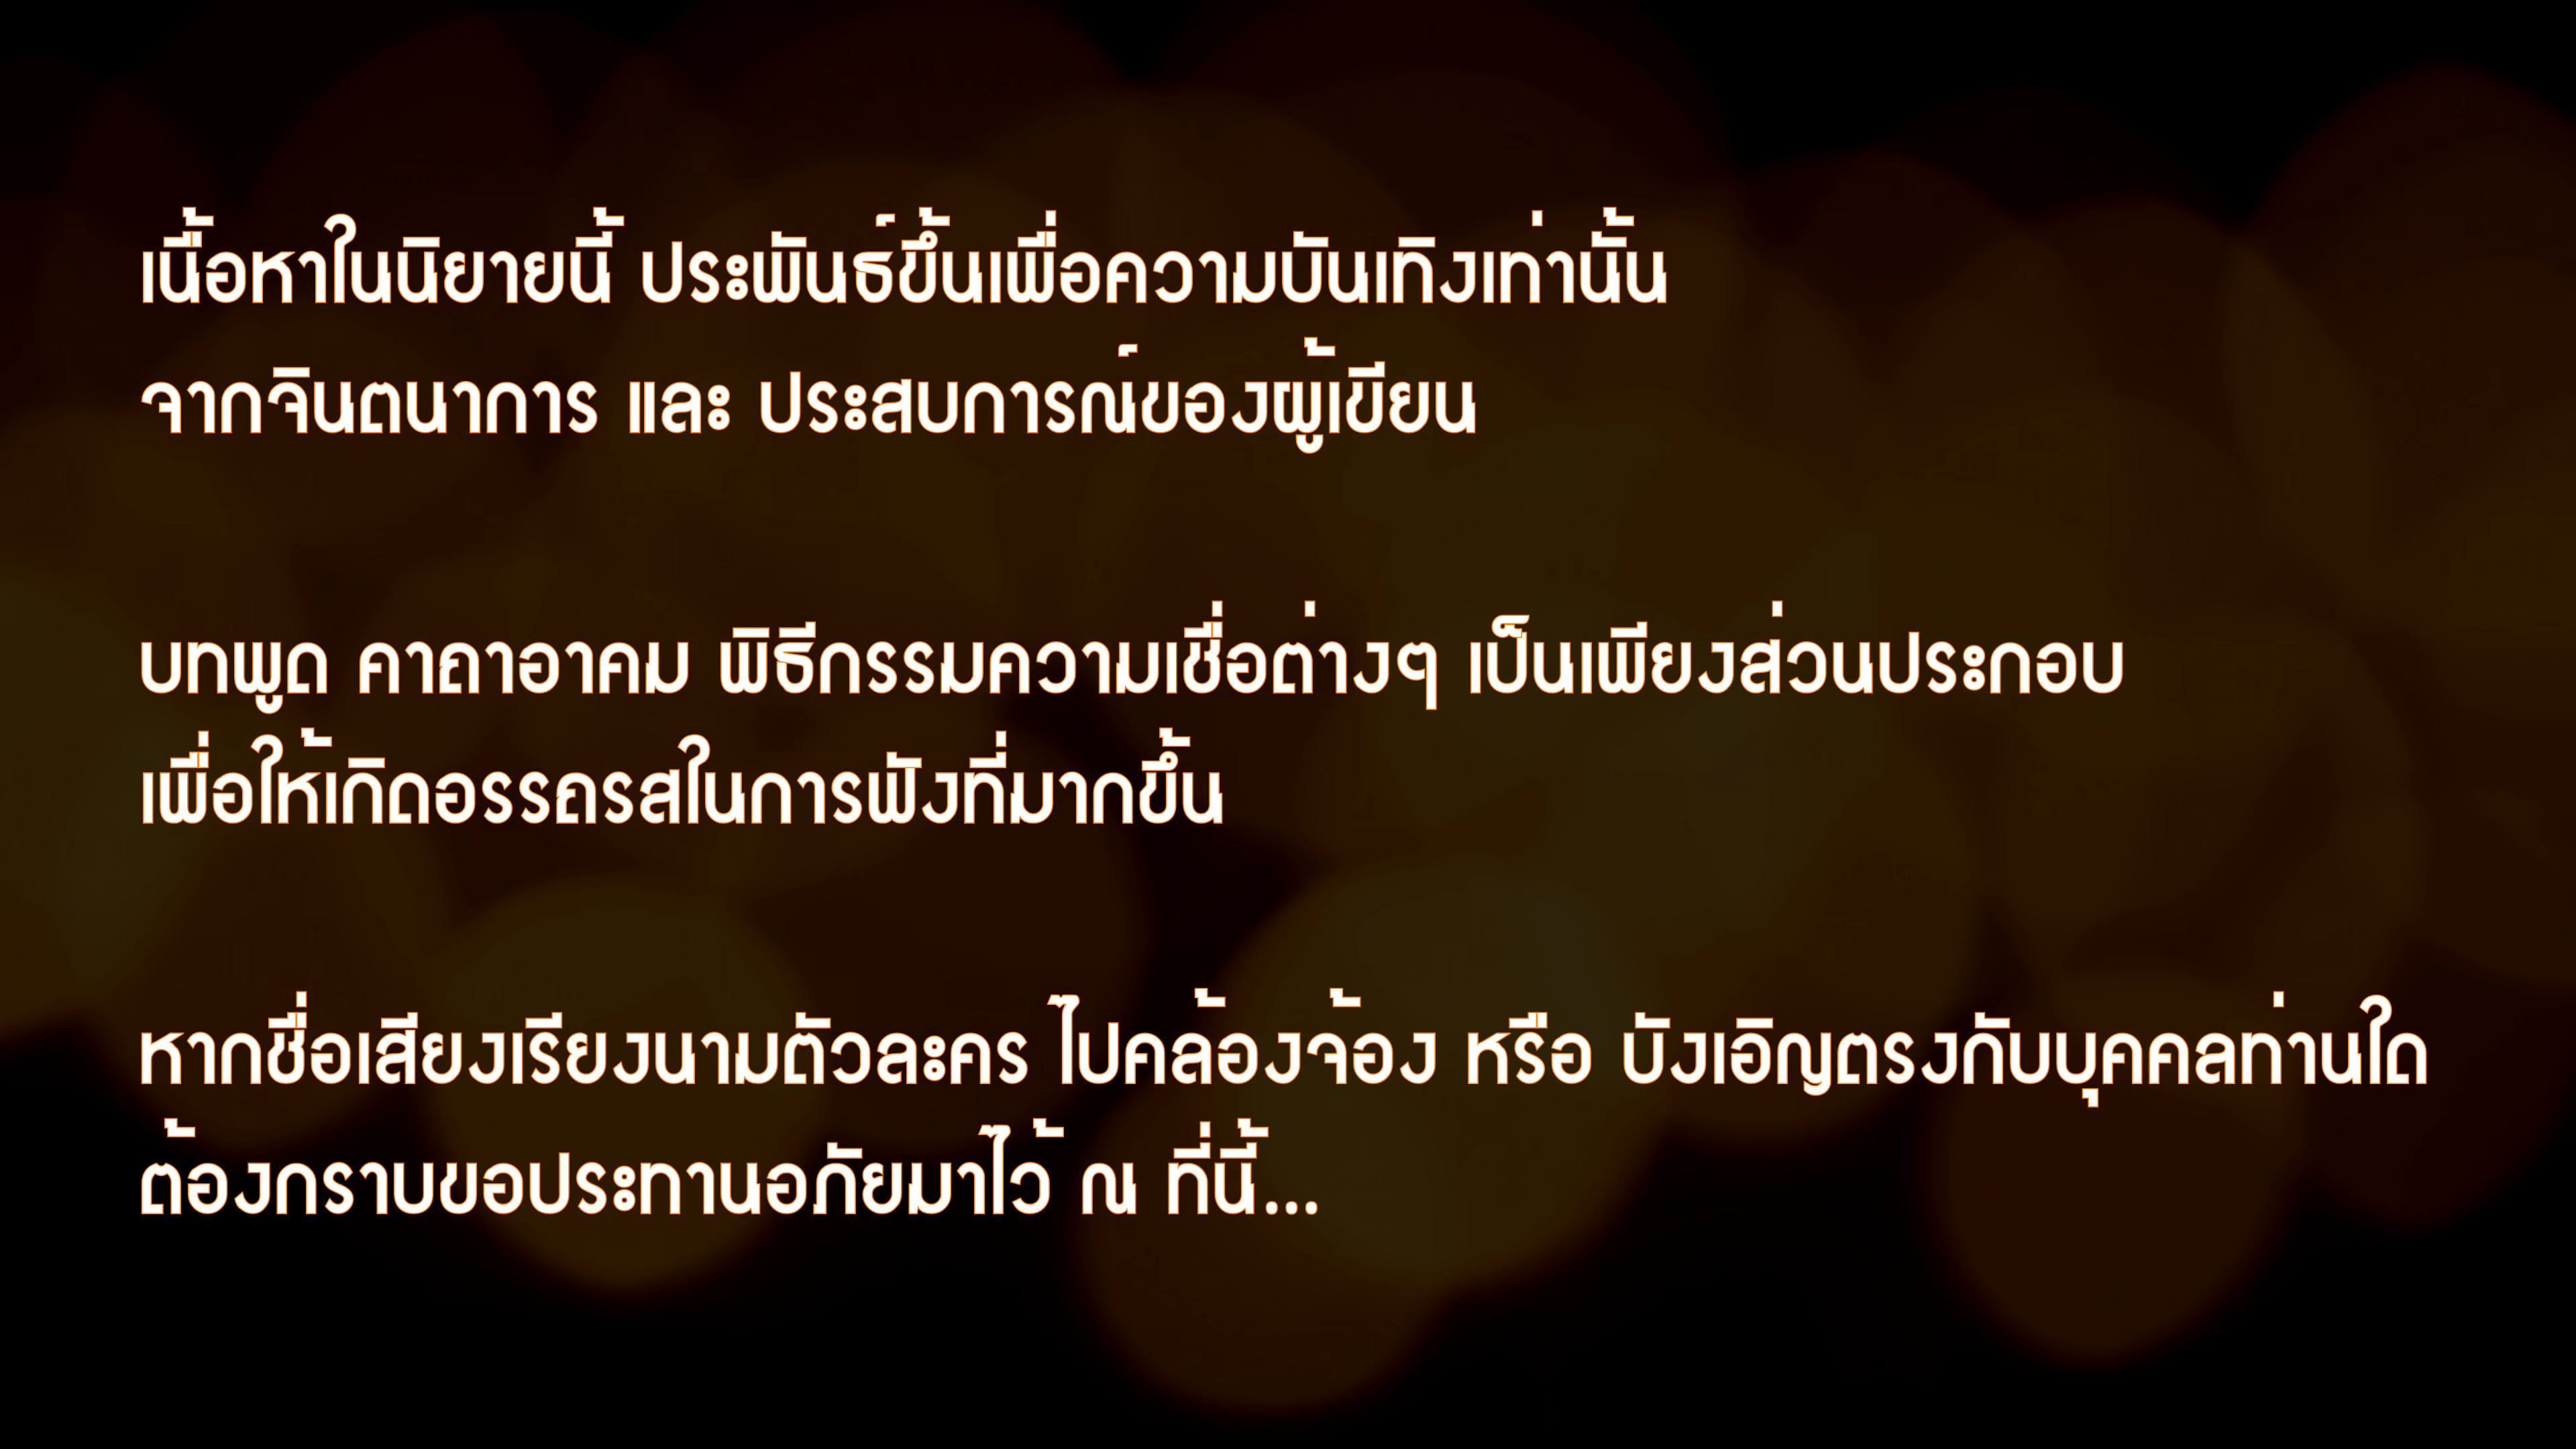 เนื้อหาในนิยายนี้ ประพันธ์ขึ้นเพื่อความบันเทิงเท่านั้น
จากจินตนาการ และ ประสบการณ์ของผู้เขียน
บทพูด คาถาอาคม พิธีกรรมความเชื่อต่างๆ เป็นเพียงส่วนประกอบ
เพื่อให้เกิดอรรถรสในการฟังที่มากขึ้น
หากชื่อเสียงเรียงนามตัวละคร ไปคล้องจ้อง หรือ บังเอิญตรงกับบุคคลท่านใด
ต้องกราบขอประทานอภัยมาไว้ ณ ที่นี้...